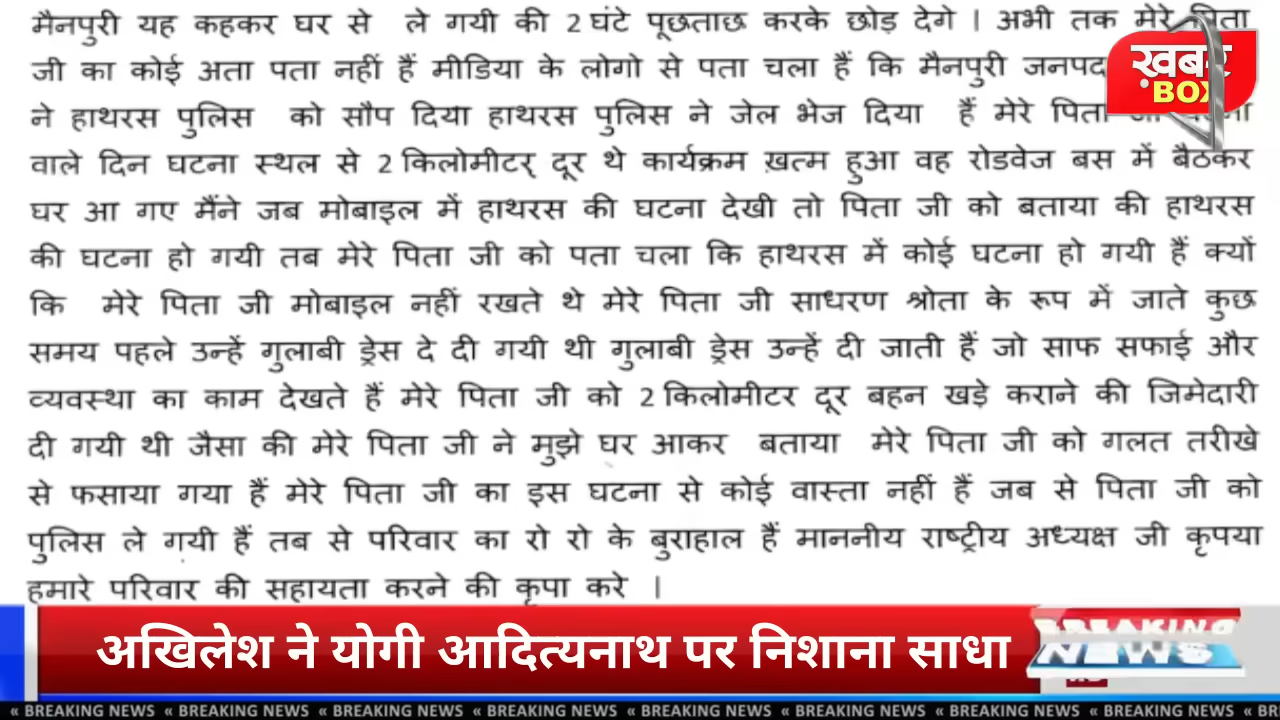 मैनपुरी यह कहकर घर से ले गयी की 2 घंटे पूछताछ करके छोड़ देगे । अभी तक मेरे पिता
जी का कोई अता पता नहीं हैं मीडिया के लोगो से पता चला हैं कि मैनपुरी जनपद
ने हाथरस पुलिस को सौप दिया हाथरस पुलिस ने जेल भेज दिया हैं मेरे पिता
वाले दिन घटना स्थल से 2 किलोमीटर् दूर थे कार्यक्रम ख़त्म हुआ वह रोडवेज बस में बैठकर
घर आ गए मैंने जब मोबाइल में हाथरस की घटना देखी तो पिता जी को बताया की हाथरस
की घटना हो गयी तब मेरे पिता जी को पता चला कि हाथरस में कोई घटना हो गयी हैं क्यों
कि मेरे पिता जी मोबाइल नहीं रखते थे मेरे पिता जी साधरण श्रोता के रूप में जाते कुछ
समय पहले उन्हें गुलाबी ड्रेस दे दी गयी थी गुलाबी ड्रेस उन्हें दी जाती हैं जो साफ सफाई और
व्यवस्था का काम देखते हैं मेरे पिता जी को 2 किलोमीटर दूर बहन खड़े कराने की जिमेदारी
दी गयी थी जैसा की मेरे पिता जी ने मुझे घर आकर बताया मेरे पिता जी को गलत तरीखे
से फसाया गया हैं मेरे पिता जी का इस घटना से कोई वास्ता नहीं हैं जब से पिता जी को
पुलिस ले गयी हैं तब से परिवार का रो रो के बुराहाल हैं माननीय राष्ट्रीय अध्यक्ष जी कृपया
हमारे परिवार की सहायता करने की कृपा करे ।
ख़बर
BOX
अखिलेश ने योगी आदित्यनाथ पर निशाना साधा
BREAKING
NEWS
« BREAKING NEWS « BREAKING NEWS « BREAKING NEWS « BREAKING NEWS « BREAKING NEWS « BREAKING NEWS « BREAKING NEWS « BREAKING NEWS « BR